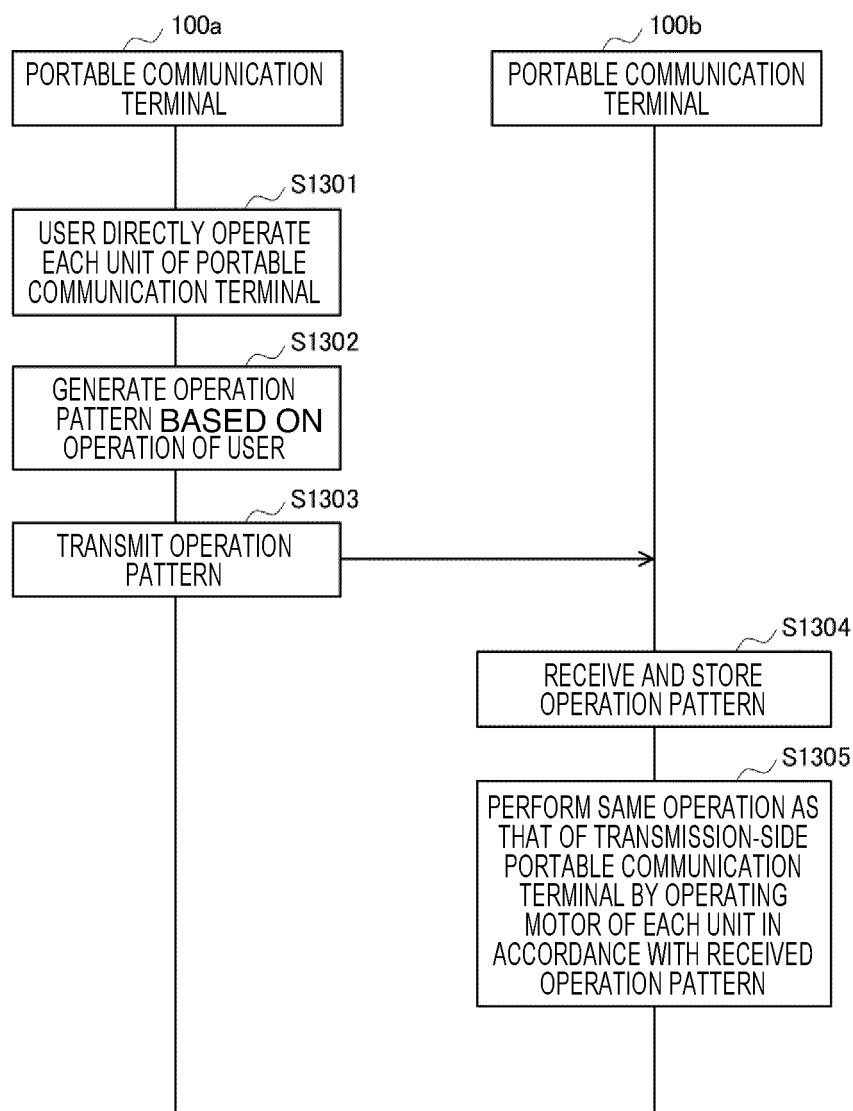 100a
PORTABLE COMMUNICATION
TERMINAL
100b
PORTABLE COMMUNICATION
TERMINAL
S1301
USER DIRECTLY OPERATE
EACH UNIT OF PORTABLE
COMMUNICATION TERMINAL
S1302
GENERATE OPERATION
PATTERN BASED ON
OPERATION OF USER
S1303
TRANSMIT OPERATION
PATTERN
S1304
RECEIVE AND STORE
OPERATION PATTERN
S1305
PERFORM SAME OPERATION AS
THAT OF TRANSMISSION-SIDE
PORTABLE COMMUNICATION
TERMINAL BY OPERATING
MOTOR OF EACH UNIT IN
ACCORDANCE WITH RECEIVED
OPERATION PATTERN